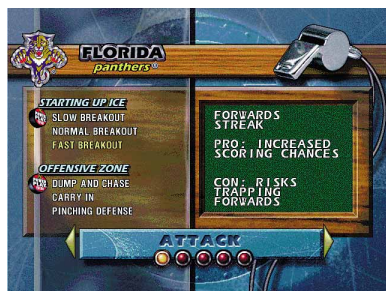 FLORIDA
panthers
STARTING UP ICE
SLOW BREAKOUT
NORMAL BREAKOUT
FAST BREAKOUT
OFFENSIVE ZONE
DUMP AND CHASE
CARRY IN
PINCHING DEFENSE
FORWARDS
STREAK
PRO: INCREASED
SCORING CHANCES
CON: RISKS
TRAPPING
FORWARDS
ATTACK